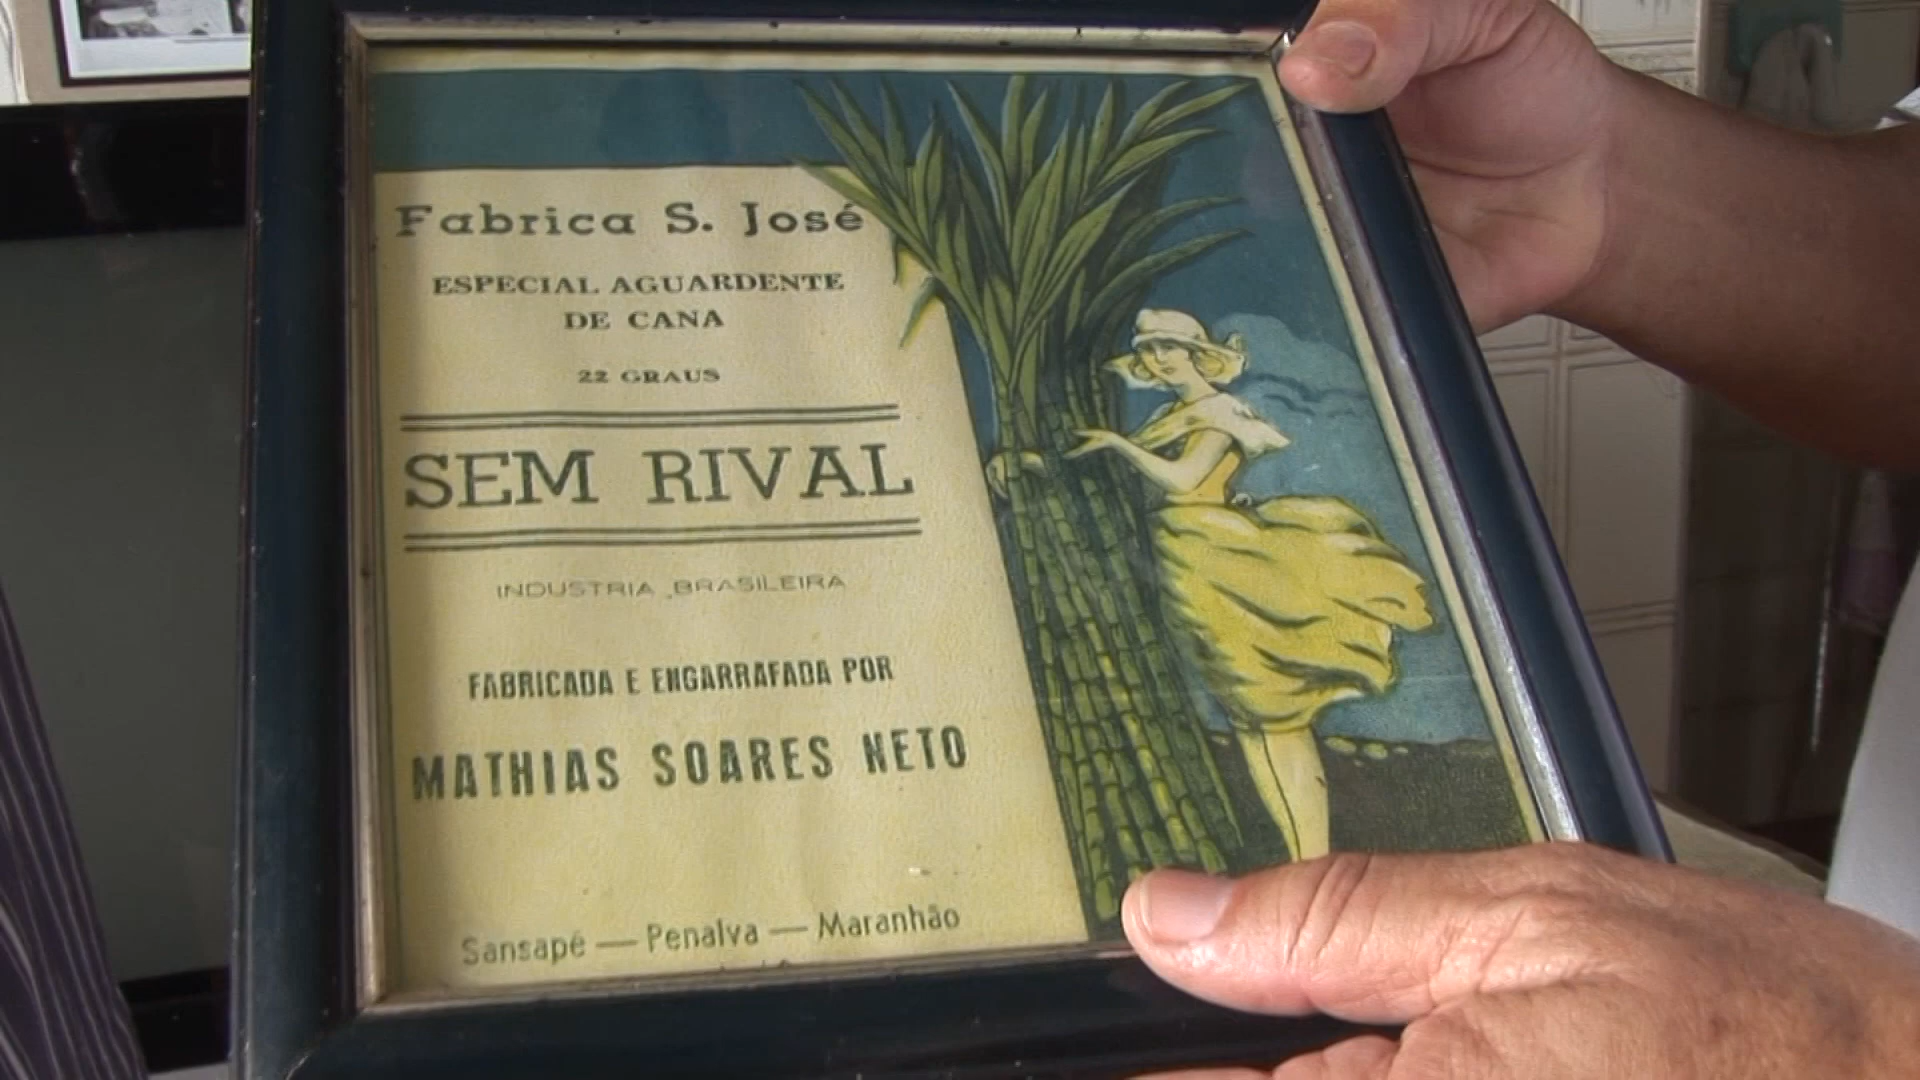 Fabrica S. José
ESPECIAL AGUARDENTE
DE CANA
22 GRAUS
SEM RIVAL
INDUSTRIA BRASILEIRA
FABRICADA E ENGARRAFADA POR
MATHIAS SOARES NETO
Sansapé — Penalva — Maranhão